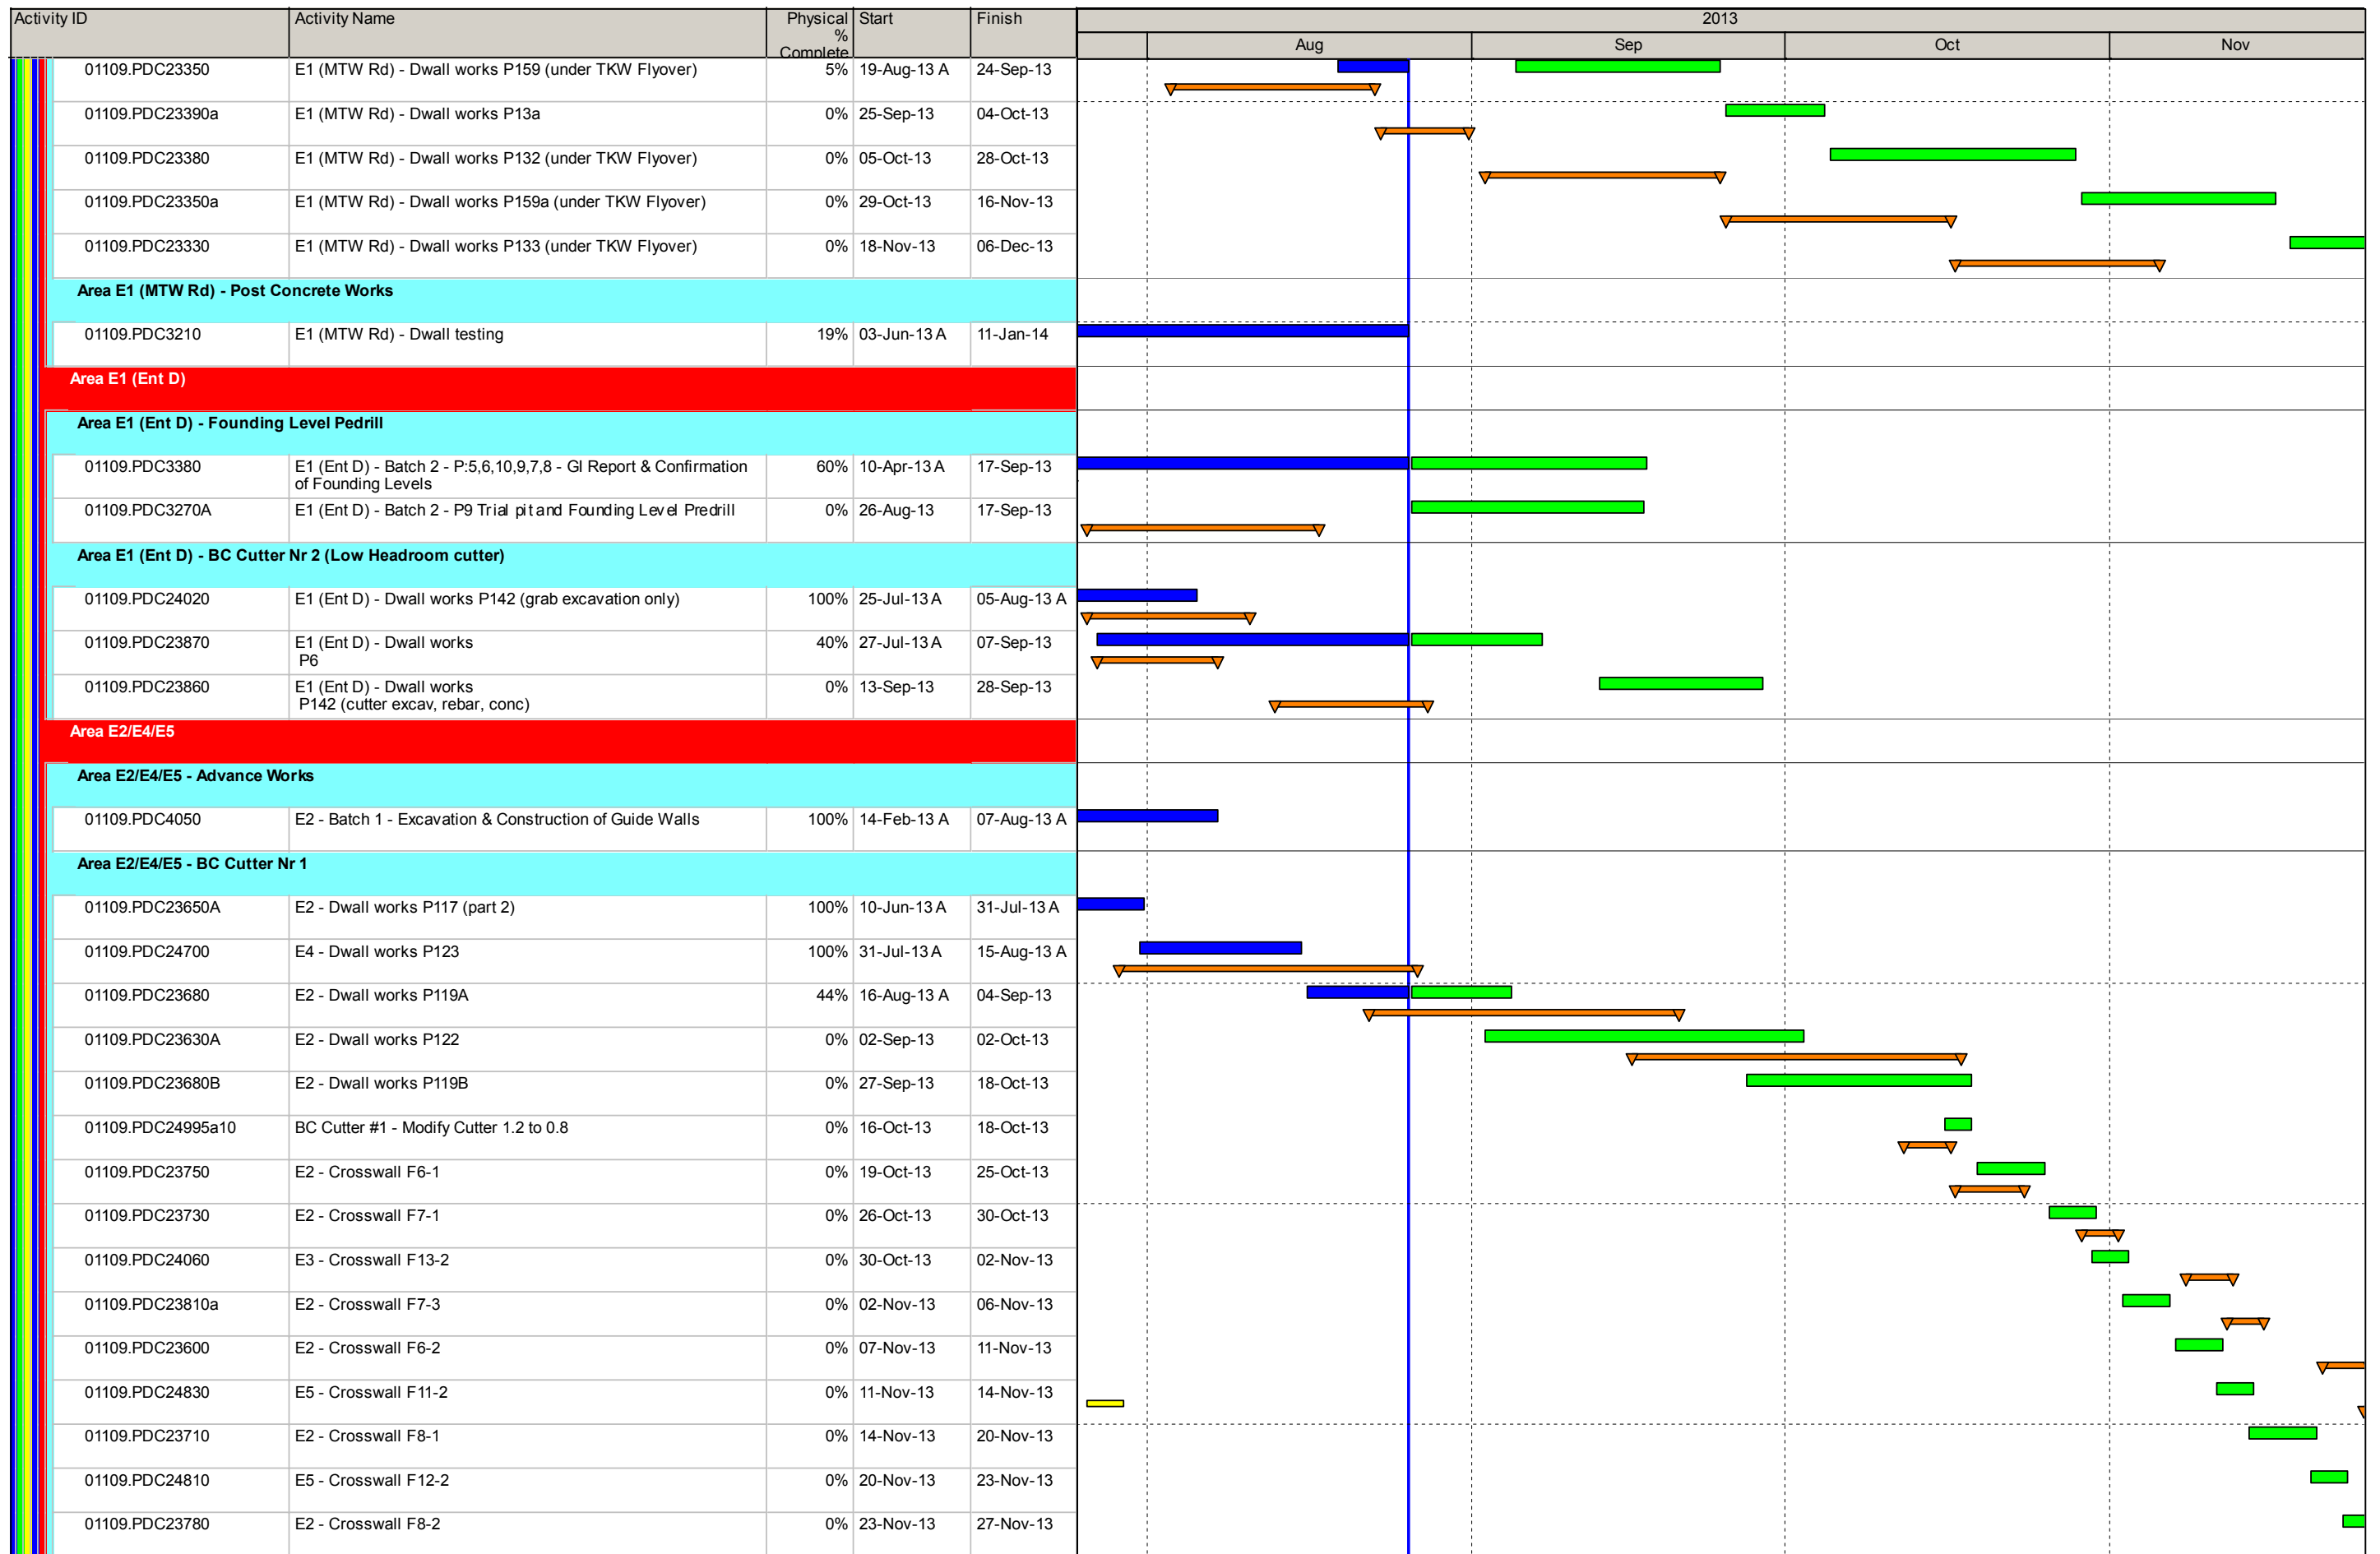 Activity ID Activity Name Physical % Complete Start Finish 2013
Aug Sep Oct Nov
01109.PDC23350 E1 (MTW Rd) - Dwall works P159 (under TKW Flyover) 5% 19-Aug-13 A 24-Sep-13
01109.PDC23390a E1 (MTW Rd) - Dwall works P13a 0% 25-Sep-13 04-Oct-13
01109.PDC23380 E1 (MTW Rd) - Dwall works P132 (under TKW Flyover) 0% 05-Oct-13 28-Oct-13
01109.PDC23350a E1 (MTW Rd) - Dwall works P159a (under TKW Flyover) 0% 29-Oct-13 16-Nov-13
01109.PDC23330 E1 (MTW Rd) - Dwall works P133 (under TKW Flyover) 0% 18-Nov-13 06-Dec-13
Area E1 (MTW Rd) - Post Concrete Works
01109.PDC3210 E1 (MTW Rd) - Dwall testing 19% 03-Jun-13 A 11-Jan-14
Area E1 (Ent D)
Area E1 (Ent D) - Founding Level Pedrill
01109.PDC3380 E1 (Ent D) - Batch 2 - P:5,6,10,9,7,8 - GI Report & Confirmation 60% 10-Apr-13 A 17-Sep-13
of Founding Levels
01109.PDC3270A E1 (Ent D) - Batch 2 - P9 Trial pit and Founding Level Predrill 0% 26-Aug-13 17-Sep-13
Area E1 (Ent D) - BC Cutter Nr 2 (Low Headroom cutter)
01109.PDC24020 E1 (Ent D) - Dwall works P142 (grab excavation only) 100% 25-Jul-13 A 05-Aug-13 A
01109.PDC23870 E1 (Ent D) - Dwall works 40% 27-Jul-13 A 07-Sep-13
P6
01109.PDC23860 E1 (Ent D) - Dwall works 0% 13-Sep-13 28-Sep-13
P142 (cutter excav, rebar, conc)
Area E2/E4/E5
Area E2/E4/E5 - Advance Works
01109.PDC4050 E2 - Batch 1 - Excavation & Construction of Guide Walls 100% 14-Feb-13 A 07-Aug-13 A
Area E2/E4/E5 - BC Cutter Nr 1
01109.PDC23650A E2 - Dwall works P117 (part 2) 100% 10-Jun-13 A 31-Jul-13 A
01109.PDC24700 E4 - Dwall works P123 100% 31-Jul-13 A 15-Aug-13 A
01109.PDC23680 E2 - Dwall works P119A 44% 16-Aug-13 A 04-Sep-13
01109.PDC23630A E2 - Dwall works P122 0% 02-Sep-13 02-Oct-13
01109.PDC23680B E2 - Dwall works P119B 0% 27-Sep-13 18-Oct-13
01109.PDC24995a10 BC Cutter #1 - Modify Cutter 1.2 to 0.8 0% 16-Oct-13 18-Oct-13
01109.PDC23750 E2 - Crosswall F6-1 0% 19-Oct-13 25-Oct-13
01109.PDC23730 E2 - Crosswall F7-1 0% 26-Oct-13 30-Oct-13
01109.PDC24060 E3 - Crosswall F13-2 0% 30-Oct-13 02-Nov-13
01109.PDC23810a E2 - Crosswall F7-3 0% 02-Nov-13 06-Nov-13
01109.PDC23600 E2 - Crosswall F6-2 0% 07-Nov-13 11-Nov-13
01109.PDC24830 E5 - Crosswall F11-2 0% 11-Nov-13 14-Nov-13
01109.PDC23710 E2 - Crosswall F8-1 0% 14-Nov-13 20-Nov-13
01109.PDC24810 E5 - Crosswall F12-2 0% 20-Nov-13 23-Nov-13
01109.PDC23780 E2 - Crosswall F8-2 0% 23-Nov-13 27-Nov-13